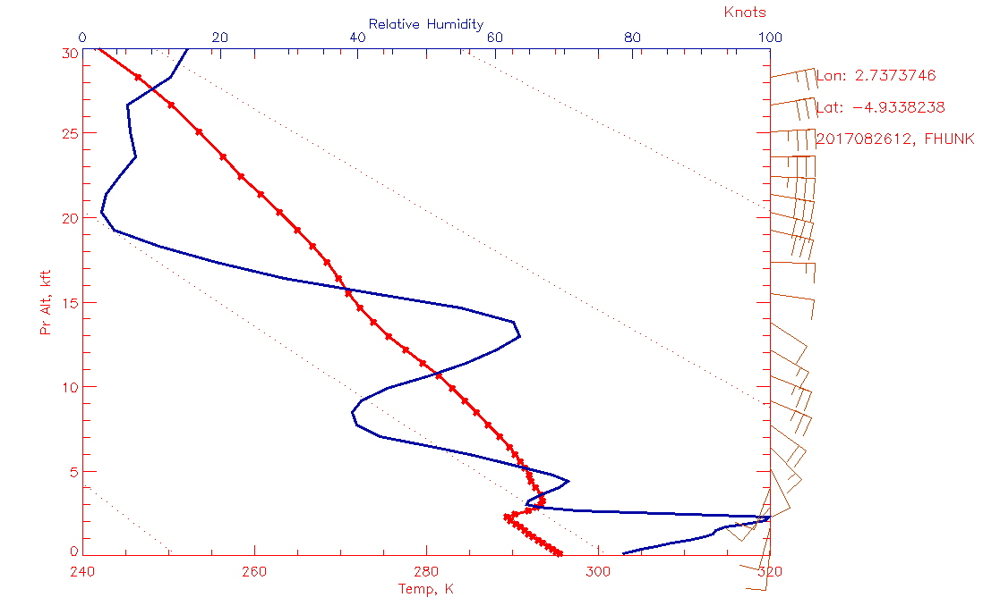 Knots
Relative Humidity
0 20 40 60 80 100
30
25
20
15
10
5
0
Pr Alt, kft
240 260 280 300 320
Temp, K
Lon: 2.7373746
Lat: -4.9338238
2017082612, FHUNK